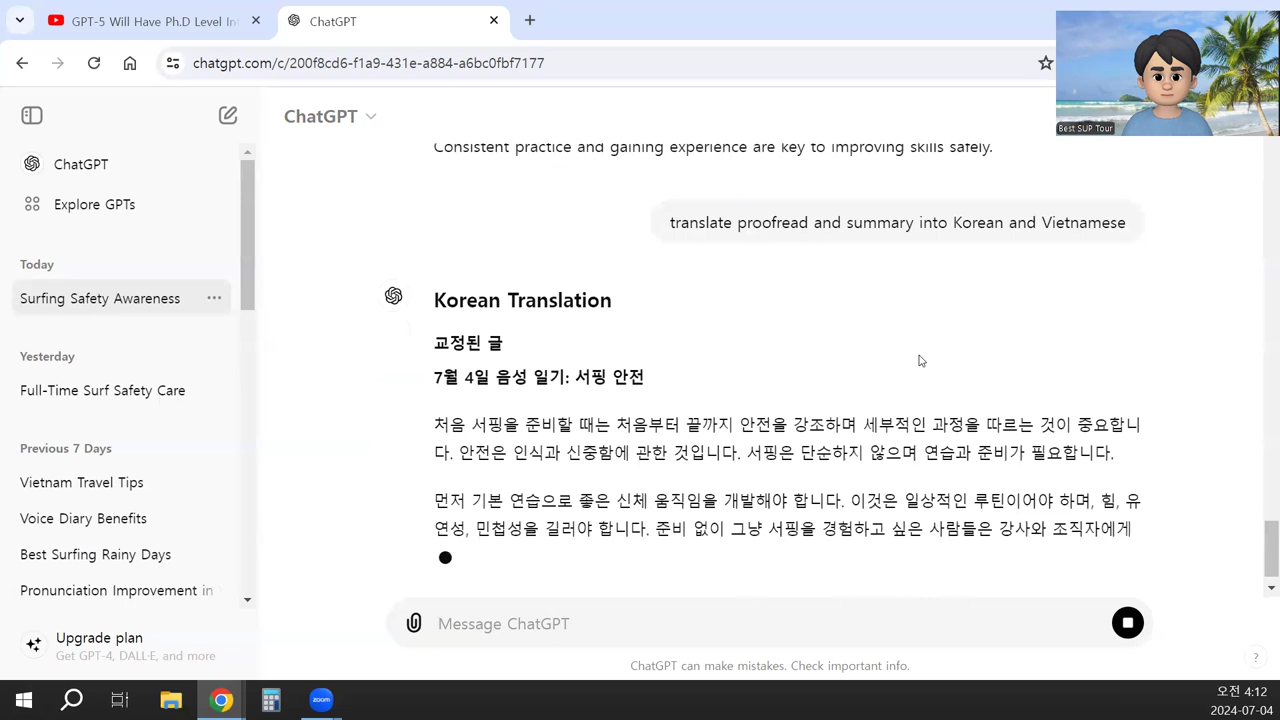 GPT-5 Will Have Ph.D Level In
ChatGPT
chatgpt.com/c/200f8cd6-f1a9-431e-a884-a6bc0fbf7177
Best SUP Tour
ChatGPT
ChatGPT
Explore GPTs
Today
Surfing Safety Awareness
Yesterday
Full-Time Surf Safety Care
Previous 7 Days
Vietnam Travel Tips
Voice Diary Benefits
Best Surfing Rainy Days
Pronunciation Improvement in
Upgrade plan
Get GPT-4, DALL·E, and more
Consistent practice and gaining experience are key to improving skills safely.
translate proofread and summary into Korean and Vietnamese
Korean Translation
교정된 글
7월 4일 음성 일기: 서핑 안전
처음 서핑을 준비할 때는 처음부터 끝까지 안전을 강조하며 세부적인 과정을 따르는 것이 중요합니
다. 안전은 인식과 신중함에 관한 것입니다. 서핑은 단순하지 않으며 연습과 준비가 필요합니다.
먼저 기본 연습으로 좋은 신체 움직임을 개발해야 합니다. 이것은 일상적인 루틴이어야 하며, 힘, 유
연성, 민첩성을 길러야 합니다. 준비 없이 그냥 서핑을 경험하고 싶은 사람들은 강사와 조직자에게
Message ChatGPT
ChatGPT can make mistakes. Check important info.
?
zoom
오전 4:12
2024-07-04